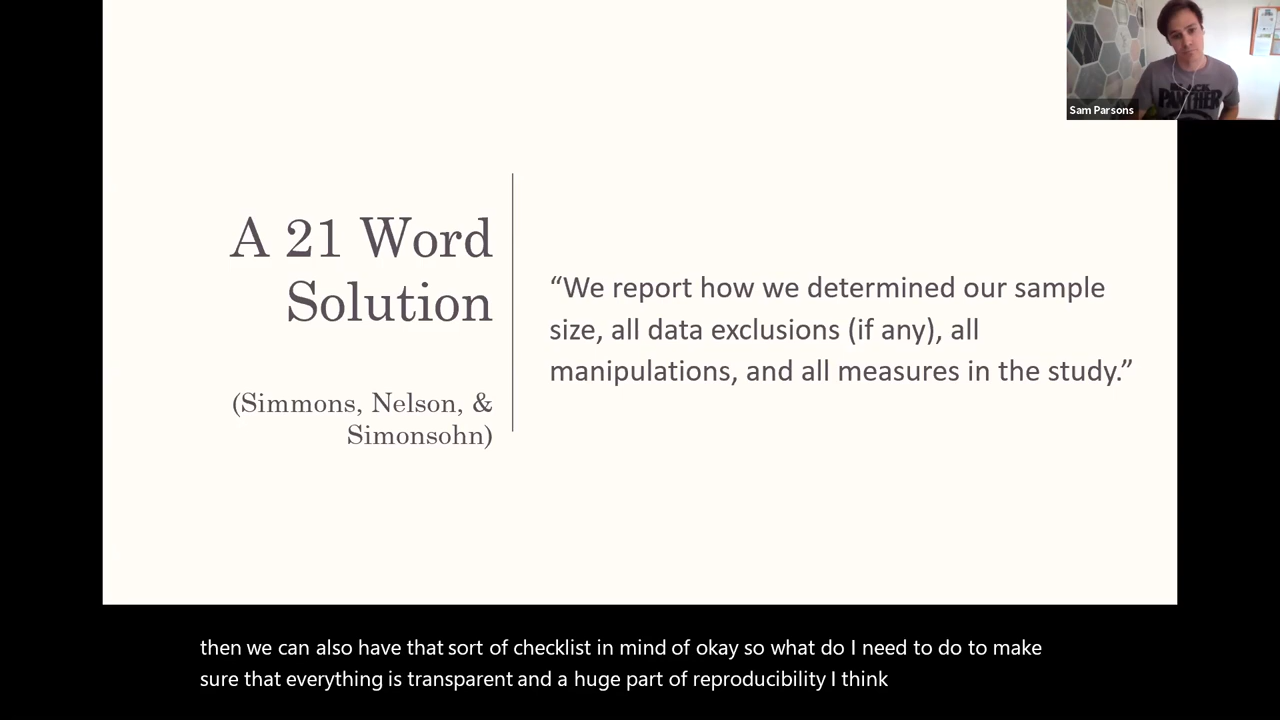 A 21 Word
Solution
(Simmons, Nelson, &
Simonsohn)
“We report how we determined our sample
size, all data exclusions (if any), all
manipulations, and all measures in the study.”
Sam Parsons
BLACK
PANTHER
then we can also have that sort of checklist in mind of okay so what do I need to do to make
sure that everything is transparent and a huge part of reproducibility I think